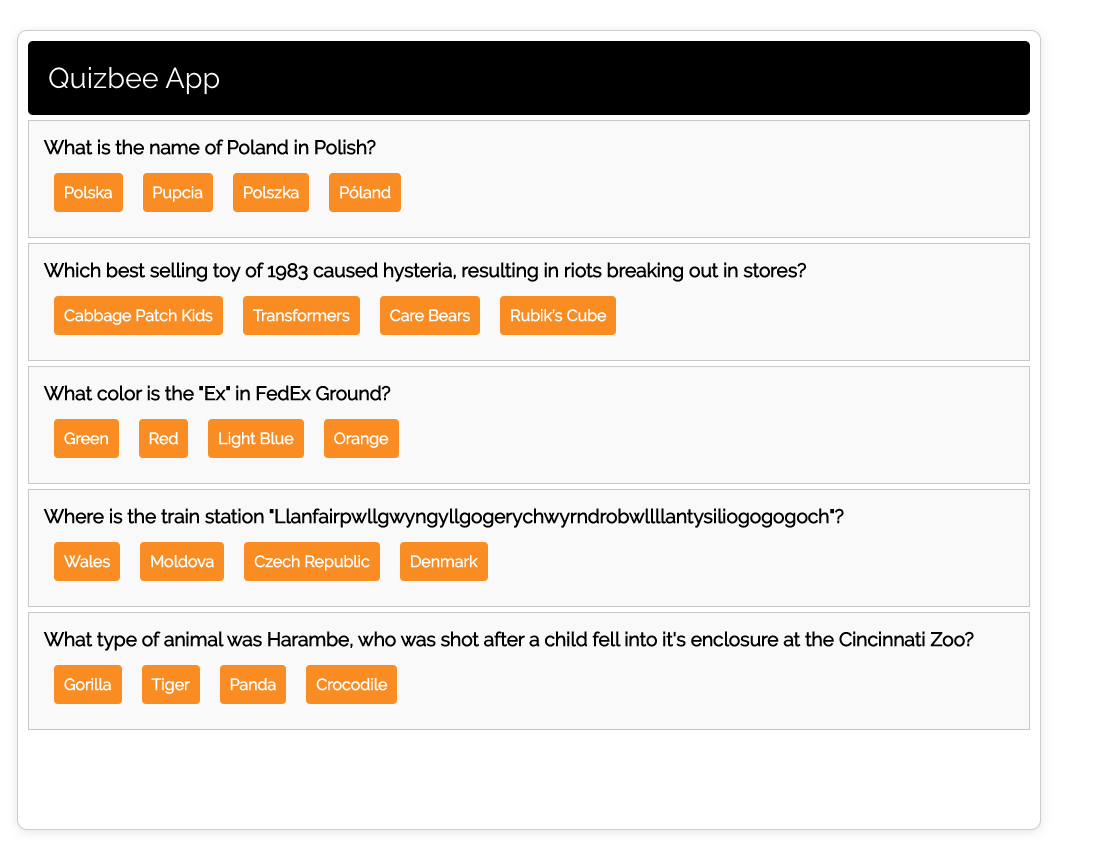 Quizbee App
What is the name of Poland in Polish?
Polska Pupcia Polszka Póland
Which best selling toy of 1983 caused hysteria, resulting in riots breaking out in stores?
Cabbage Patch Kids Transformers Care Bears Rubik's Cube
What color is the "Ex" in FedEx Ground?
Green Red Light Blue Orange
Where is the train station "Llanfairpwllgwyngyllgogerychwyrndrobwllllantysiliogogogoch"?
Wales Moldova Czech Republic Denmark
What type of animal was Harambe, who was shot after a child fell into it's enclosure at the Cincinnati Zoo?
Gorilla Tiger Panda Crocodile